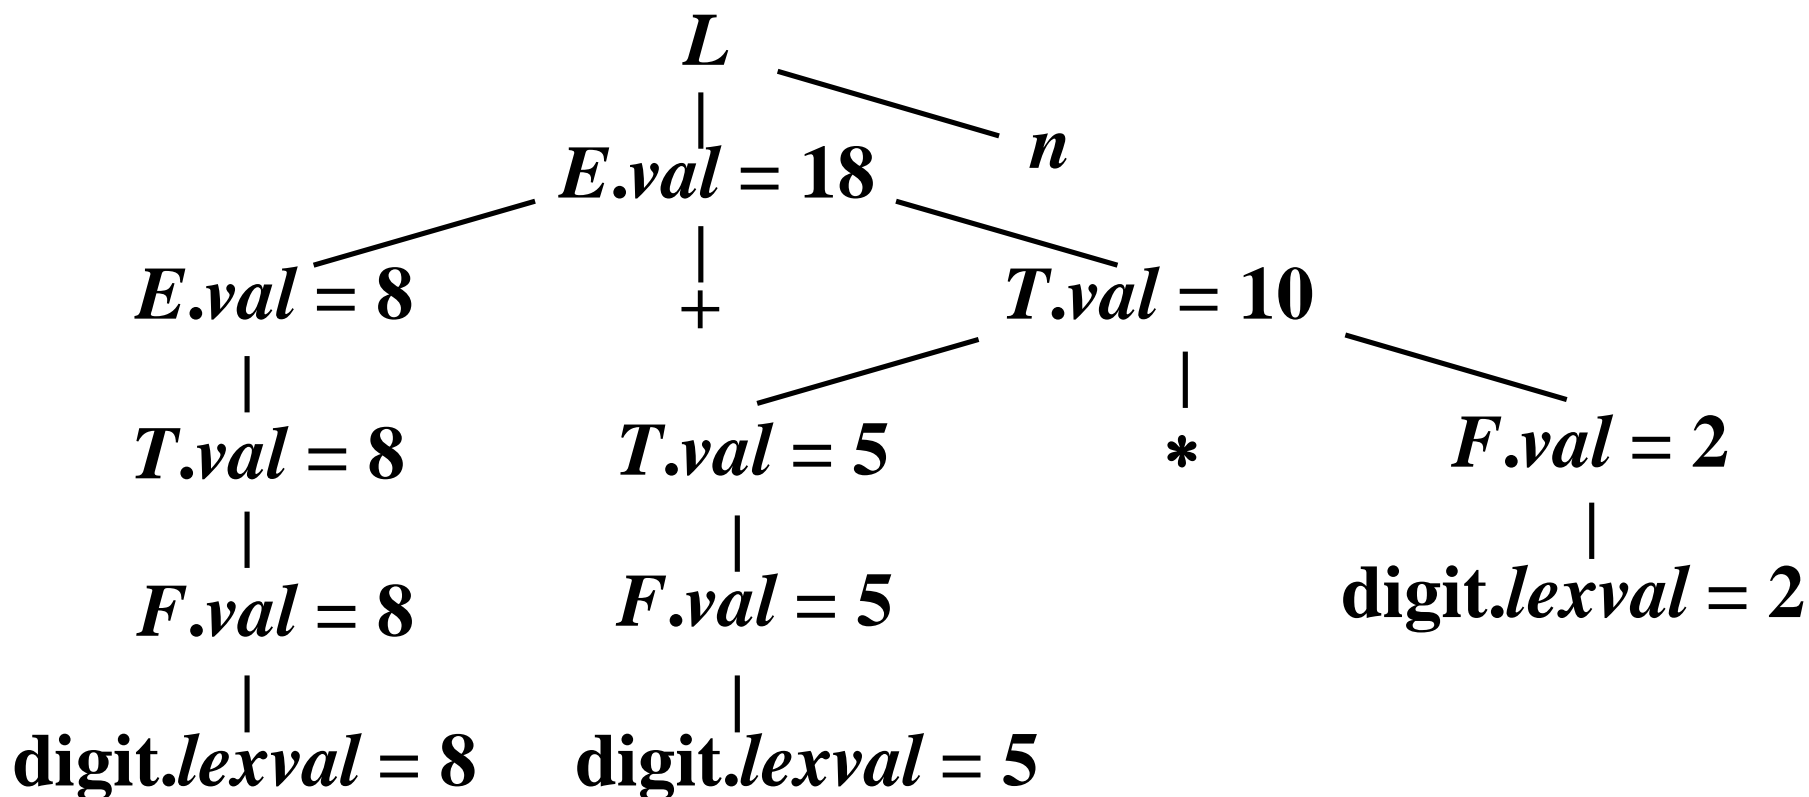 L
n
E.val = 18
E.val = 8 + T.val = 10
T.val = 8 T.val = 5 * F.val = 2
F.val = 8 F.val = 5 digit.lexval = 2
digit.lexval = 8 digit.lexval = 5